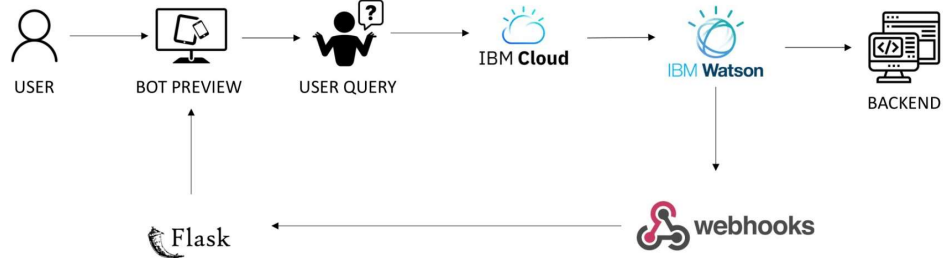 ?
IBM Cloud
</>
IBM Watson
USER
BOT PREVIEW
USER QUERY
BACKEND
Flask
webhooks